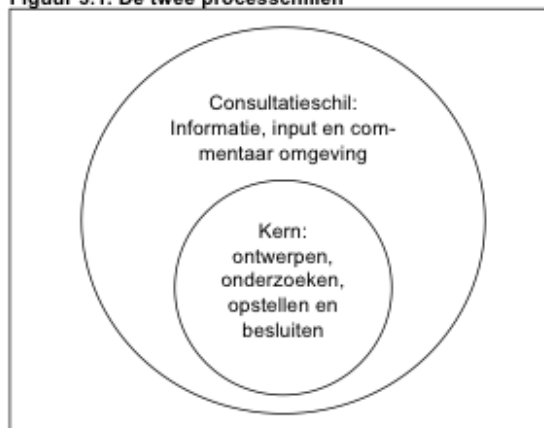 Figuur 3.1: De twee processchillen
Consultatieschil:
Informatie, input en com-
mentaar omgeving
Kern:
ontwerpen,
onderzoeken,
opstellen en
besluiten